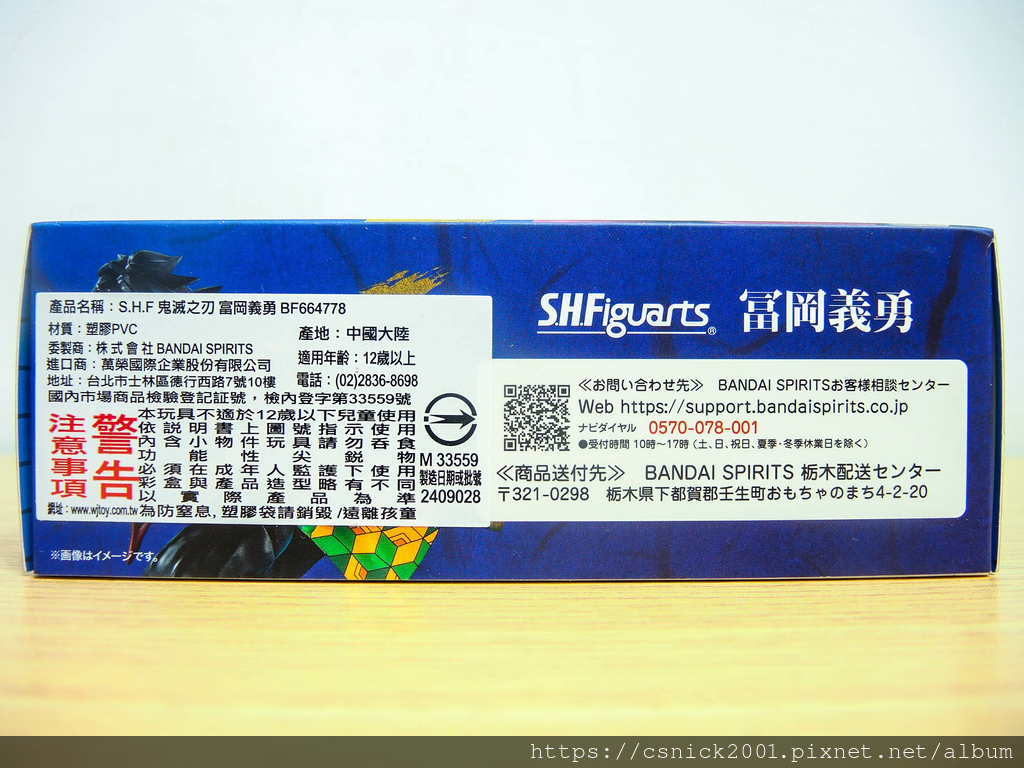 產品名稱：S.H.F 鬼滅之刃 富岡義勇 BF664778
材質：塑膠PVC
產地：中國大陸
委製商：株式會社BANDAI SPIRITS
適用年齡：12歲以上
進口商：萬榮國際企業股份有限公司
地址：台北市士林區德行西路7號10樓
電話：(02)2836-8698
國內市場商品檢驗登記証號，檢內登字第33559號
警告
注意事項
本玩具不適於12歲以下兒童使用
依說明書上圖號指示使用
內含小物件玩具請勿吞食
功能性尖銳物
必須在成年人監護下使用
彩盒與產品造型略有不同
以實際產品為準
網址：www.wjtoy.com.tw
為防窒息,塑膠袋請銷毀/遠離孩童
M 33559
製造日期或批號
2409028
※画像はイメージです。
S.H.Figuarts® 冨岡義勇
≪お問い合わせ先≫ BANDAI SPIRITSお客様相談センター
Web https://support.bandaispirits.co.jp
ナビダイヤル 0570-078-001
●受付時間 10時～17時（土、日、祝日、夏季・冬季休業日を除く）
≪商品送付先≫ BANDAI SPIRITS 栃木配送センター
〒321-0298 栃木県下都賀郡壬生町おもちゃのまち4-2-20
https://csnick2001.pixnet.net/album